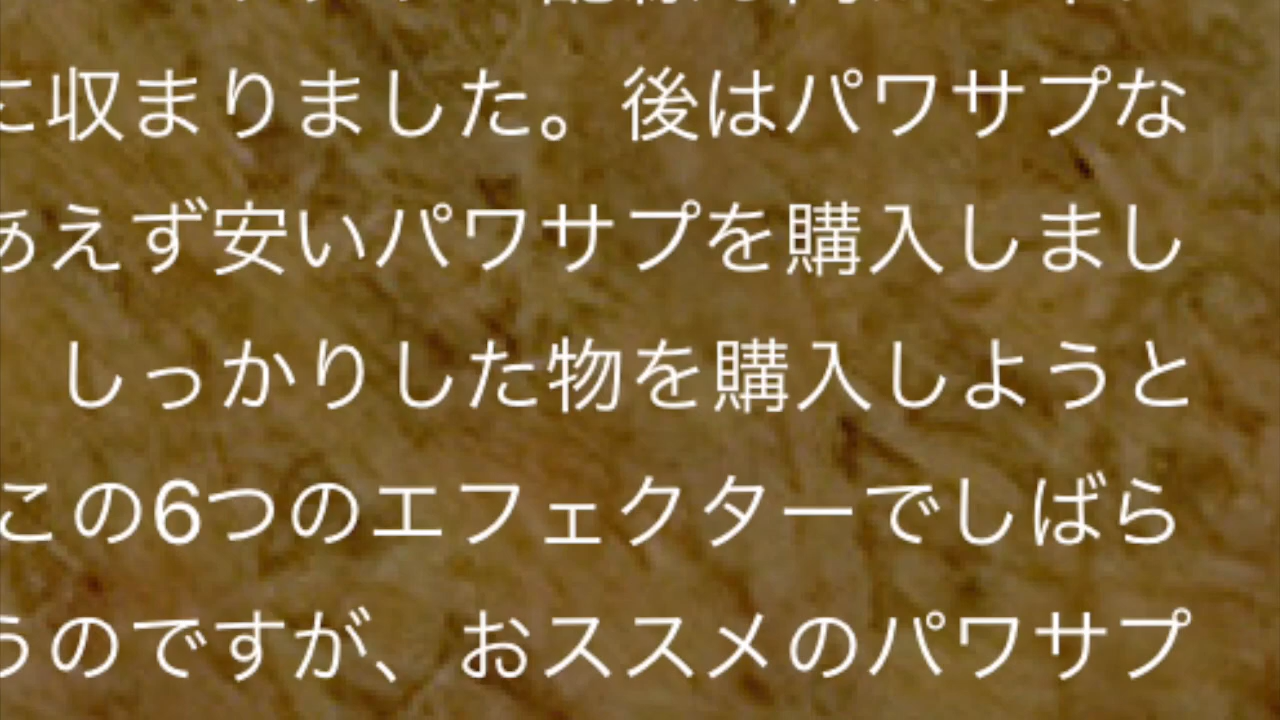 に収まりました。後はパワサプな
あえず安いパワサプを購入しまし
しっかりした物を購入しようと
この6つのエフェクターでしばら
うのですが、おススメのパワサプ